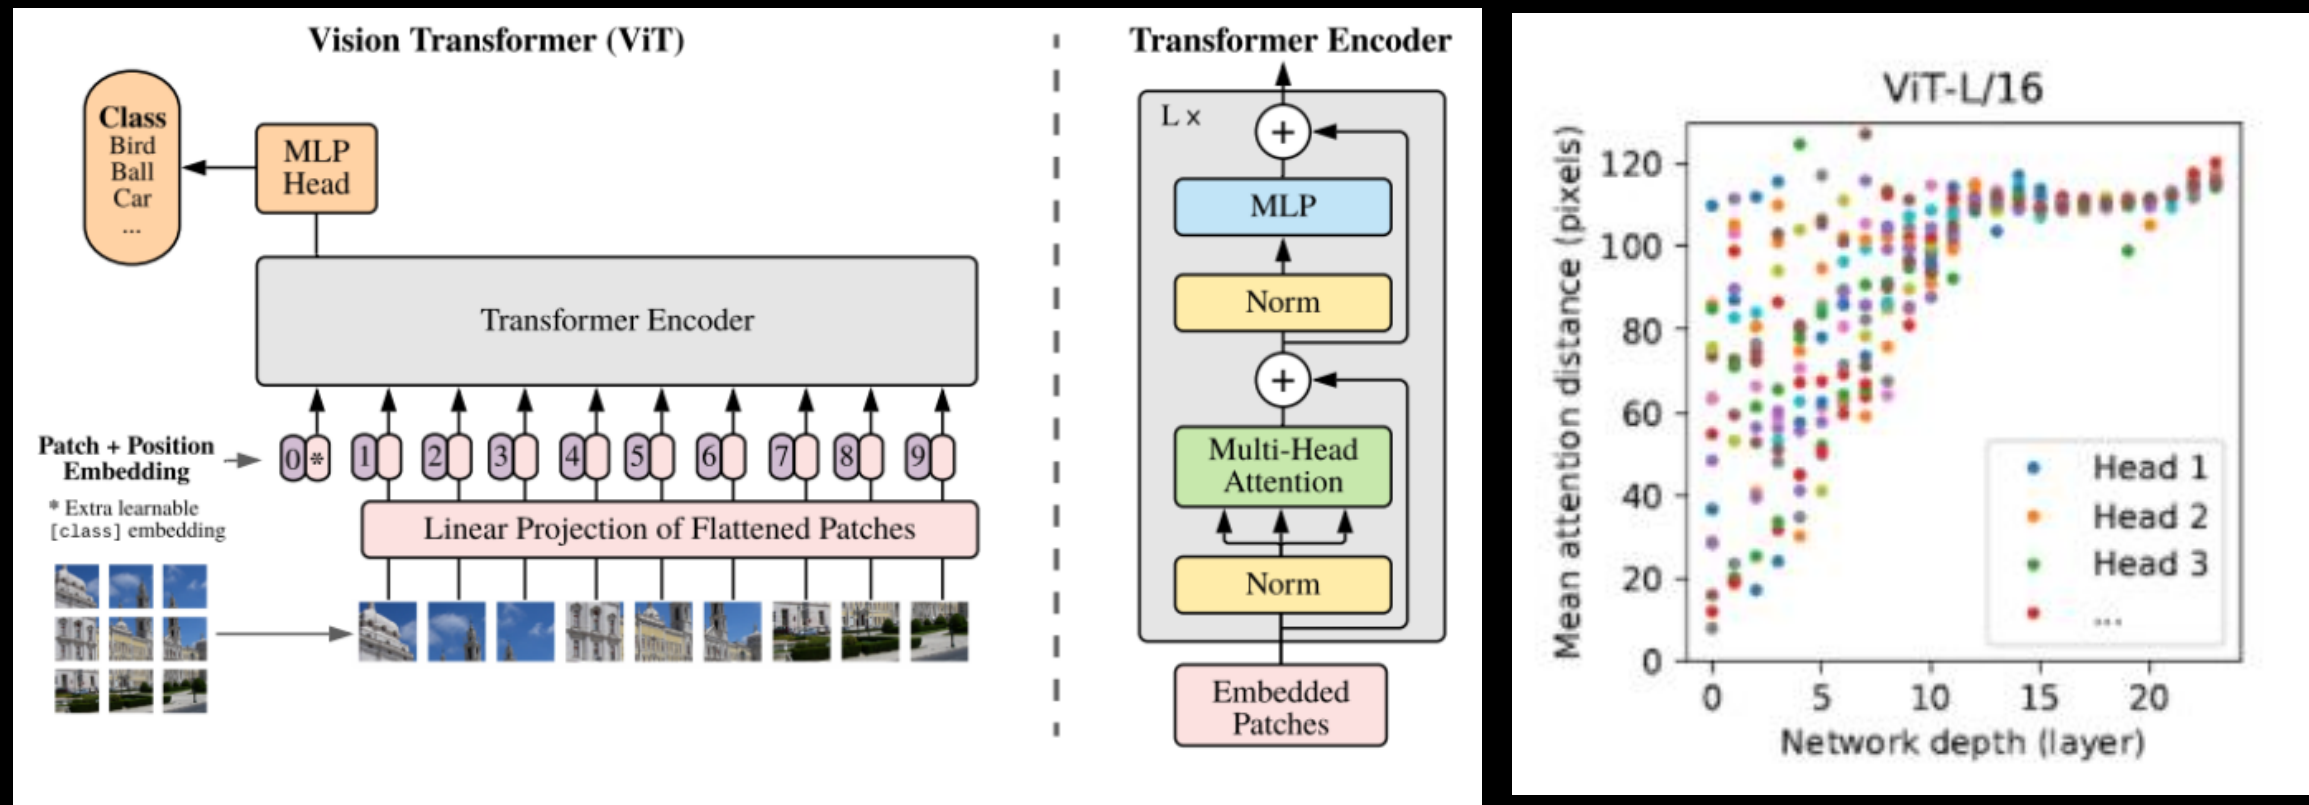 Vision Transformer (ViT)
Class
Bird
Ball
Car
...
MLP
Head
Transformer Encoder
Patch + Position
Embedding
0 * 1 2 3 4 5 6 7 8 9
* Extra learnable
[class] embedding
Linear Projection of Flattened Patches
Transformer Encoder
L x
+
MLP
Norm
+
Multi-Head
Attention
Norm
Embedded
Patches
ViT-L/16
Mean attention distance (pixels)
120
100
80
60
40
20
0
Head 1
Head 2
Head 3
...
0 5 10 15 20
Network depth (layer)